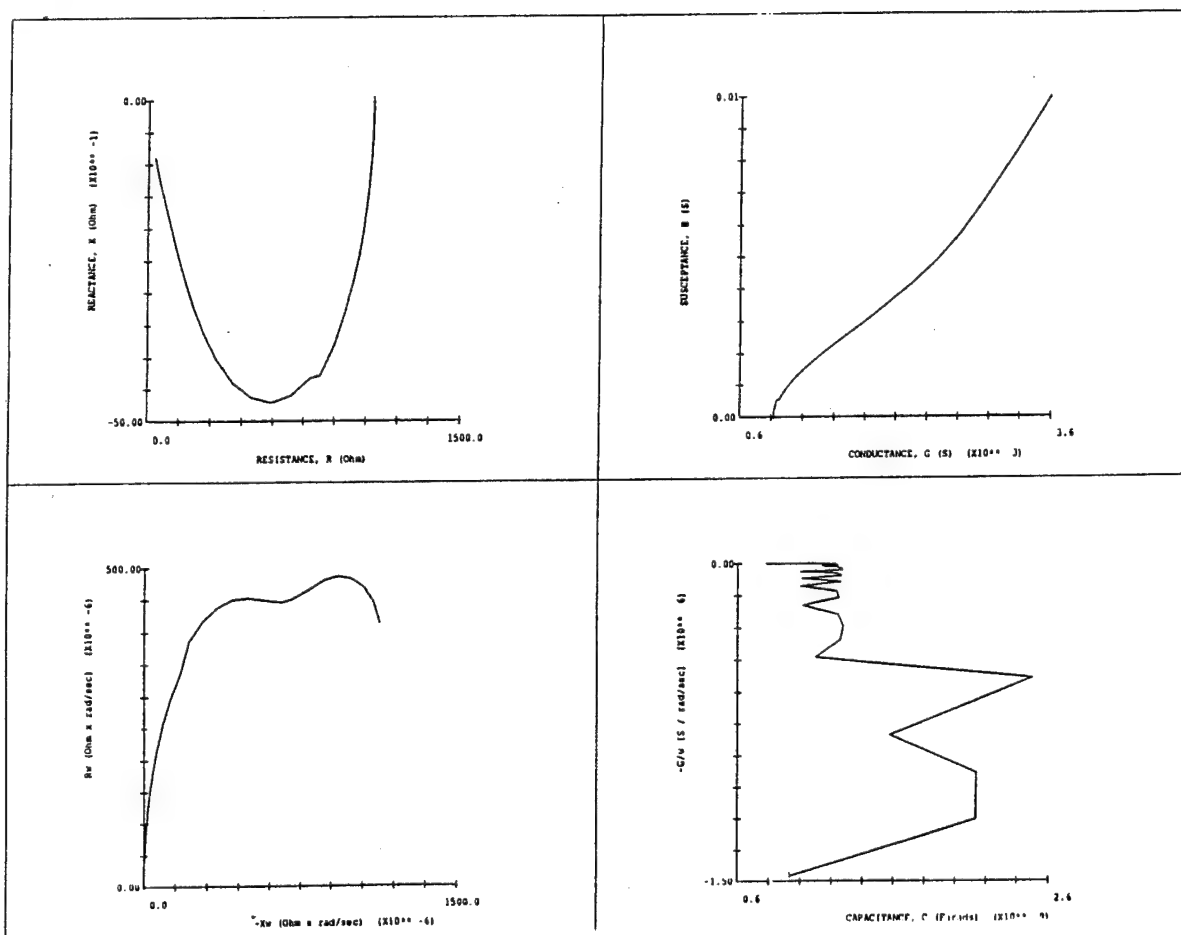 0.00
REACTANCE, X (Ohm) (X10** -1)
-50.00
0.0
1500.0
RESISTANCE, R (Ohm)
0.01
SUSCEPTANCE, B (S)
0.00
0.6
3.6
CONDUCTANCE, G (S) (X10** 3)
500.00
Rw (Ohm x rad/sec) (X10** -6)
0.00
0.0
1500.0
-Xw (Ohm x rad/sec) (X10** -6)
0.00
-G/w (S / rad/sec) (X10** 6)
-1.50
0.6
2.6
CAPACITANCE, C (Farads) (X10** 9)